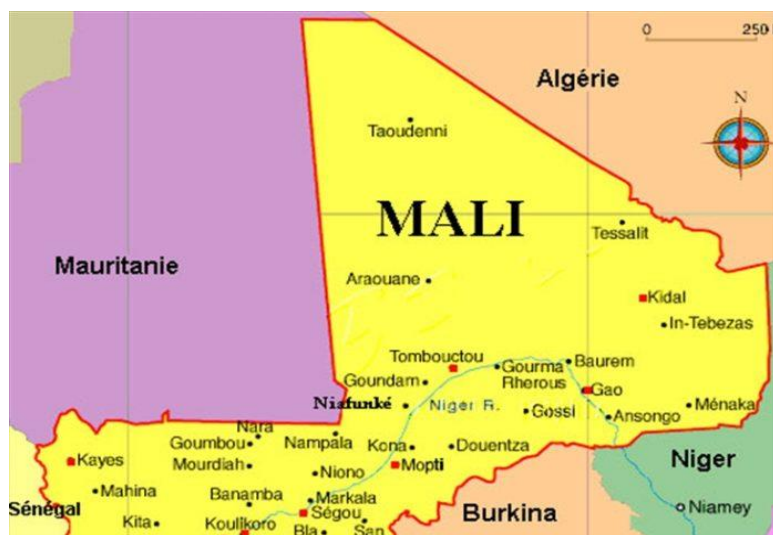 0 250
Algérie
N
Taoudenni
MALI
Tessalit
Mauritanie
Araouane
Kidal
In-Tebezas
Tombouctou
Gourma
Rherous
Baurem
Goundam
Gao
Niafunké
Niger R.
Gossi
Ansongo
Ménaka
Nara
Goumbou
Nampala
Kona
Douentza
Kayes
Mourdiah
Niono
Mopti
Niger
Mahina
Banamba
Markala
Sénégal
Ségou
Burkina
Niamey
Kita
Koulikoro
Bla
San